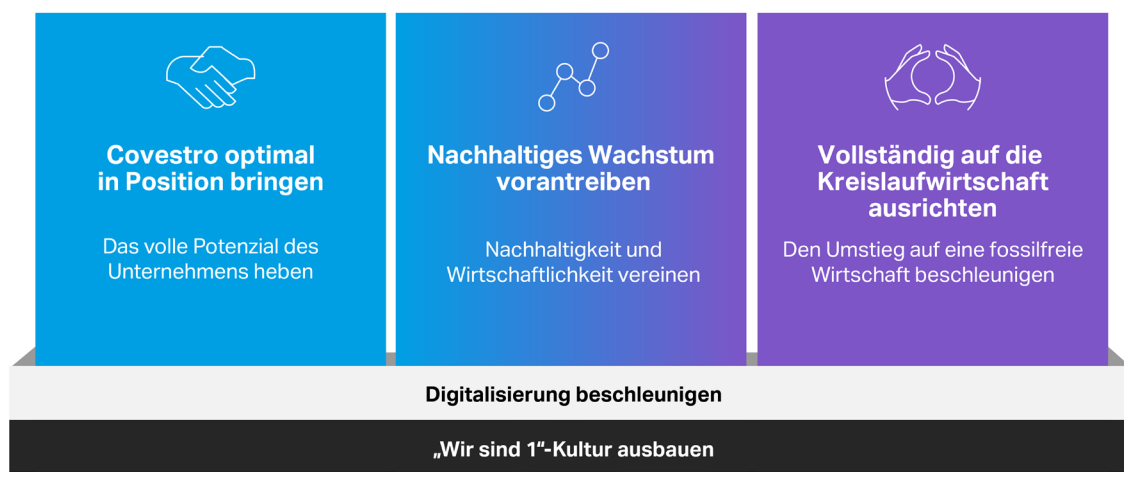 Covestro optimal
in Position bringen
Das volle Potenzial des
Unternehmens heben
Nachhaltiges Wachstum
vorantreiben
Nachhaltigkeit und
Wirtschaftlichkeit vereinen
Vollständig auf die
Kreislaufwirtschaft
ausrichten
Den Umstieg auf eine fossilfreie
Wirtschaft beschleunigen
Digitalisierung beschleunigen
„Wir sind 1“-Kultur ausbauen